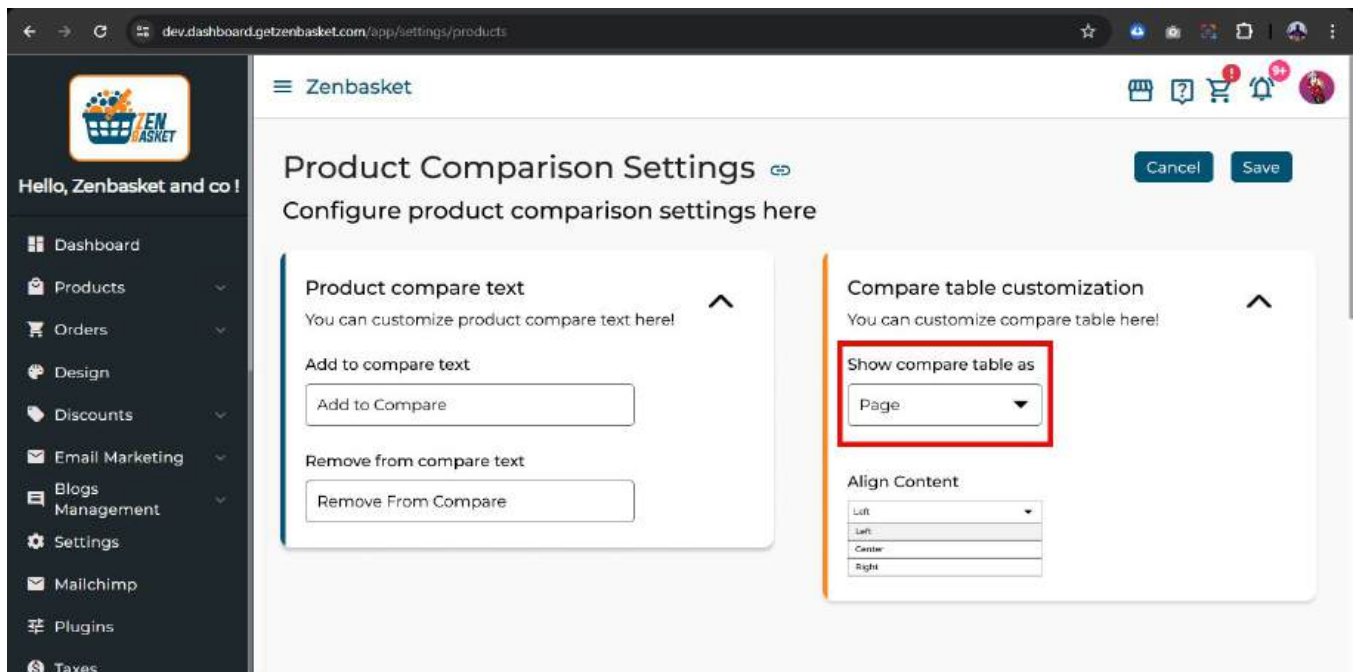 dev.dashboard.getzenbasket.com/app/settings/products
ZEN
BASKET
Hello, Zenbasket and co !
Dashboard
Products
Orders
Design
Discounts
Email Marketing
Blogs
Management
Settings
Mailchimp
Plugins
Taxes
Zenbasket
!
9+
Product Comparison Settings
Cancel
Save
Configure product comparison settings here
Product compare text
You can customize product compare text here!
Add to compare text
Add to Compare
Remove from compare text
Remove From Compare
Compare table customization
You can customize compare table here!
Show compare table as
Page
Align Content
Left
Left
Center
Right